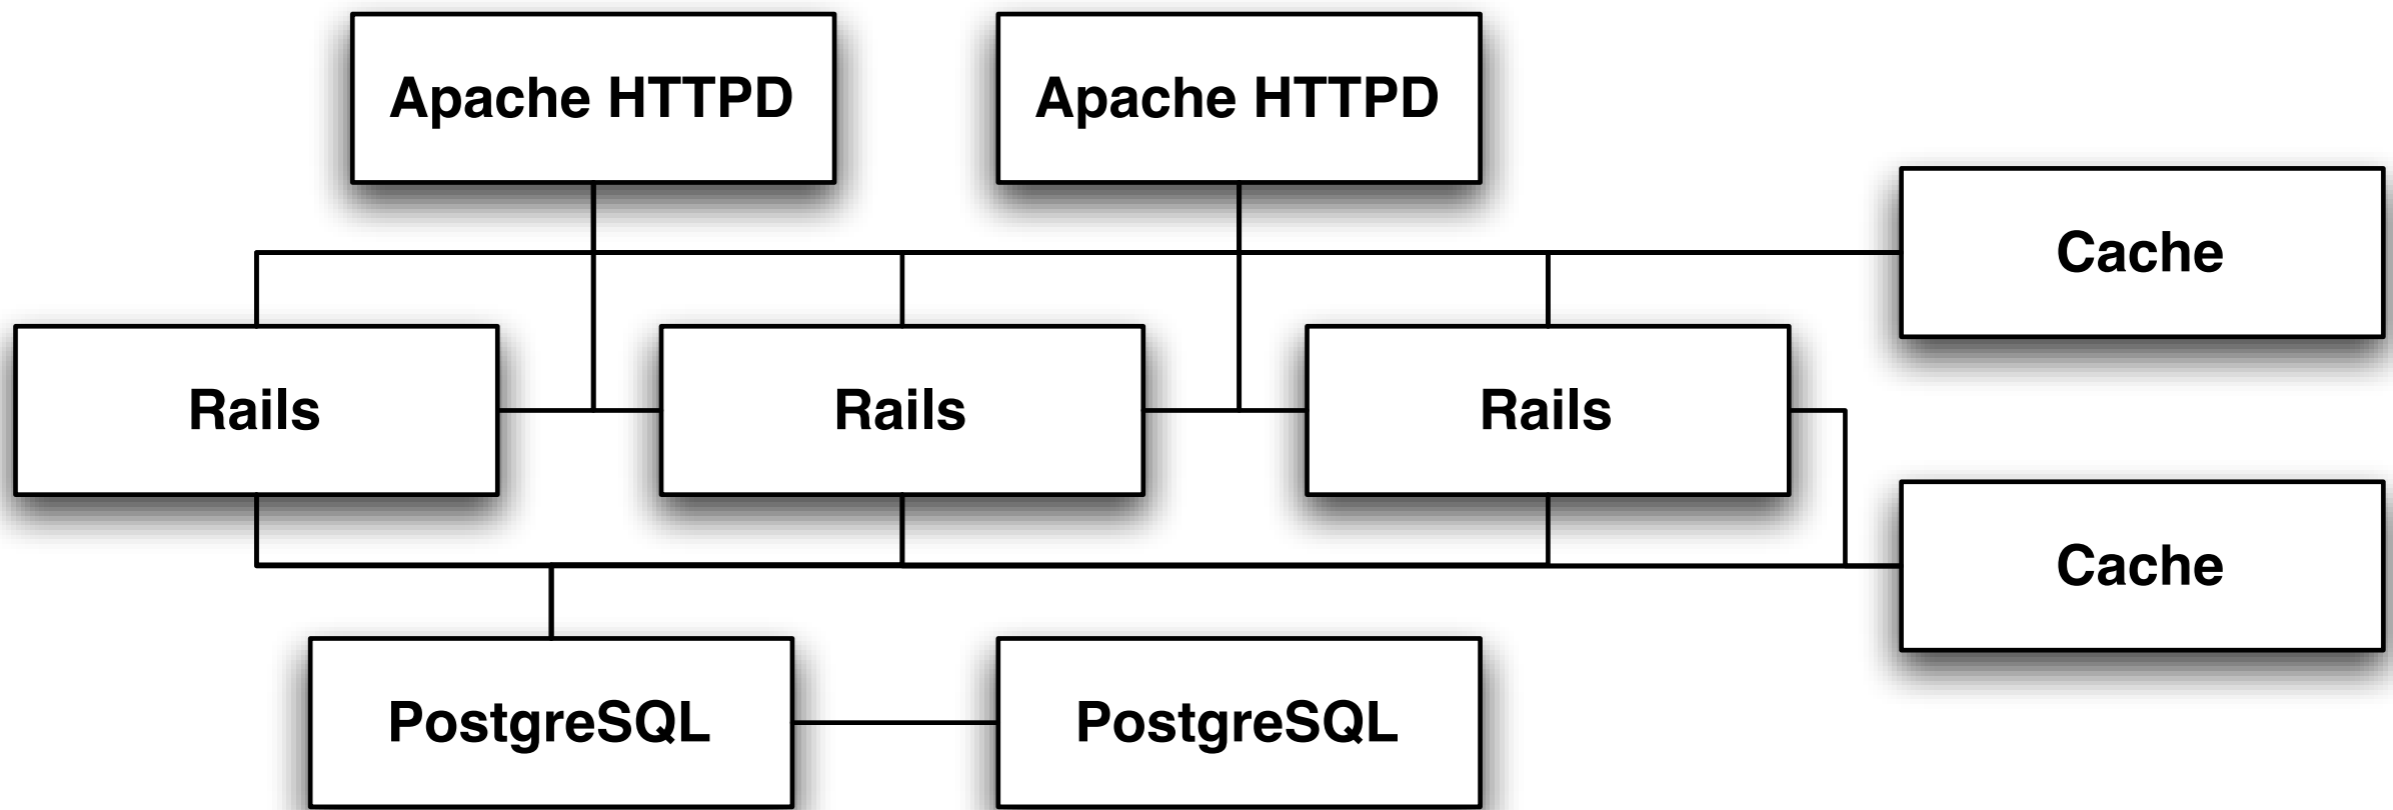 Apache HTTPD
Apache HTTPD
Cache
Rails
Rails
Rails
Cache
PostgreSQL
PostgreSQL